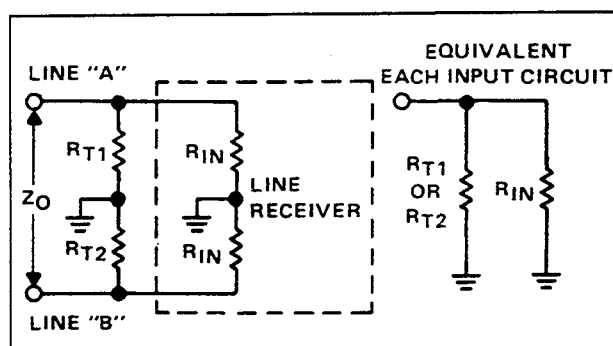 LINE "A"
EQUIVALENT
EACH INPUT CIRCUIT
RT1
RIN
ZO
LINE
RECEIVER
RT2
RIN
LINE "B"
RT1
OR
RT2
RIN